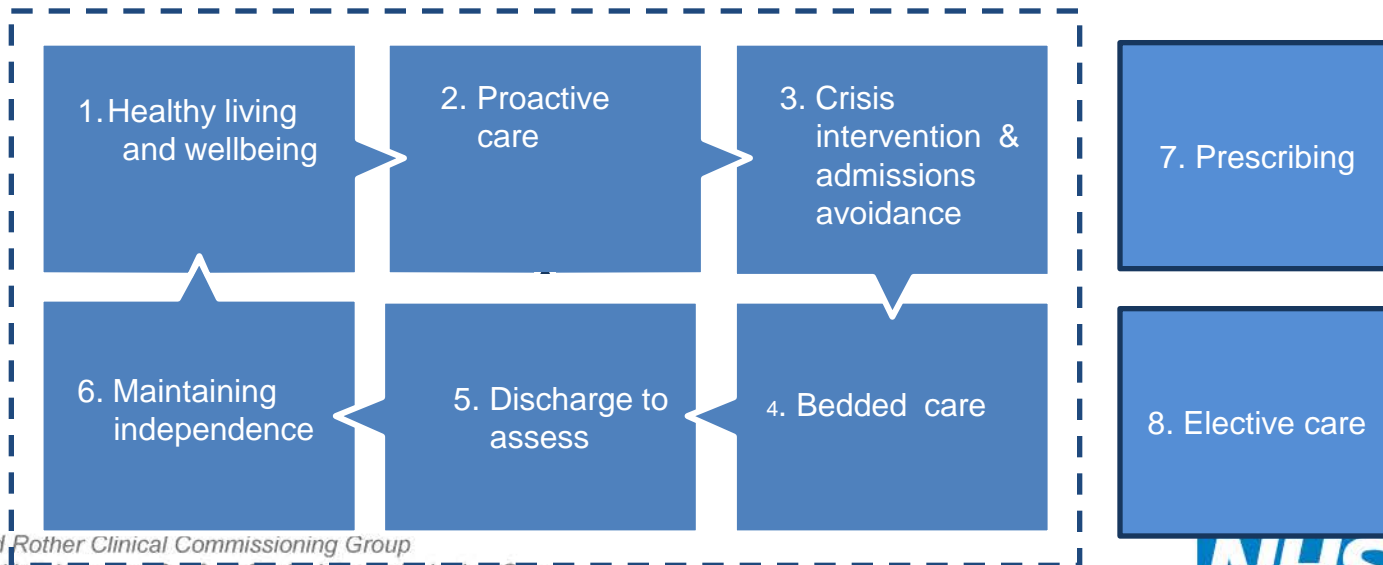 1. Healthy living
and wellbeing
2. Proactive
care
3. Crisis
intervention &
admissions
avoidance
7. Prescribing
6. Maintaining
independence
5. Discharge to
assess
4. Bedded care
8. Elective care
Rother Clinical Commissioning Group
NHS